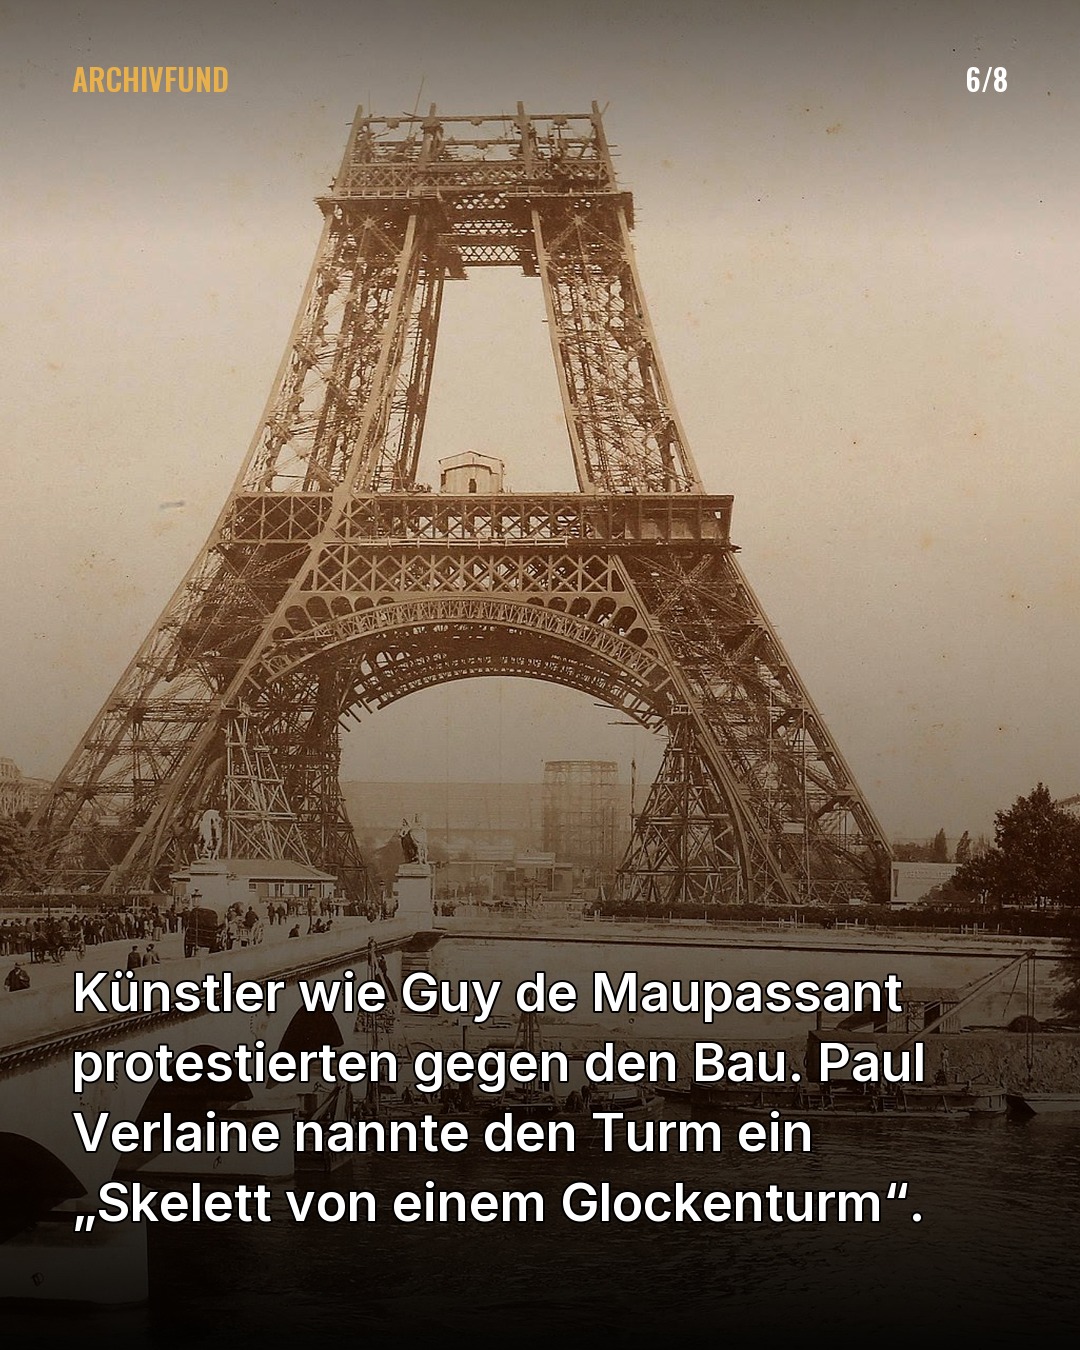 ARCHIVFUND
6/8
Künstler wie Guy de Maupassant
protestierten gegen den Bau. Paul
Verlaine nannte den Turm ein
„Skelett von einem Glockenturm“.